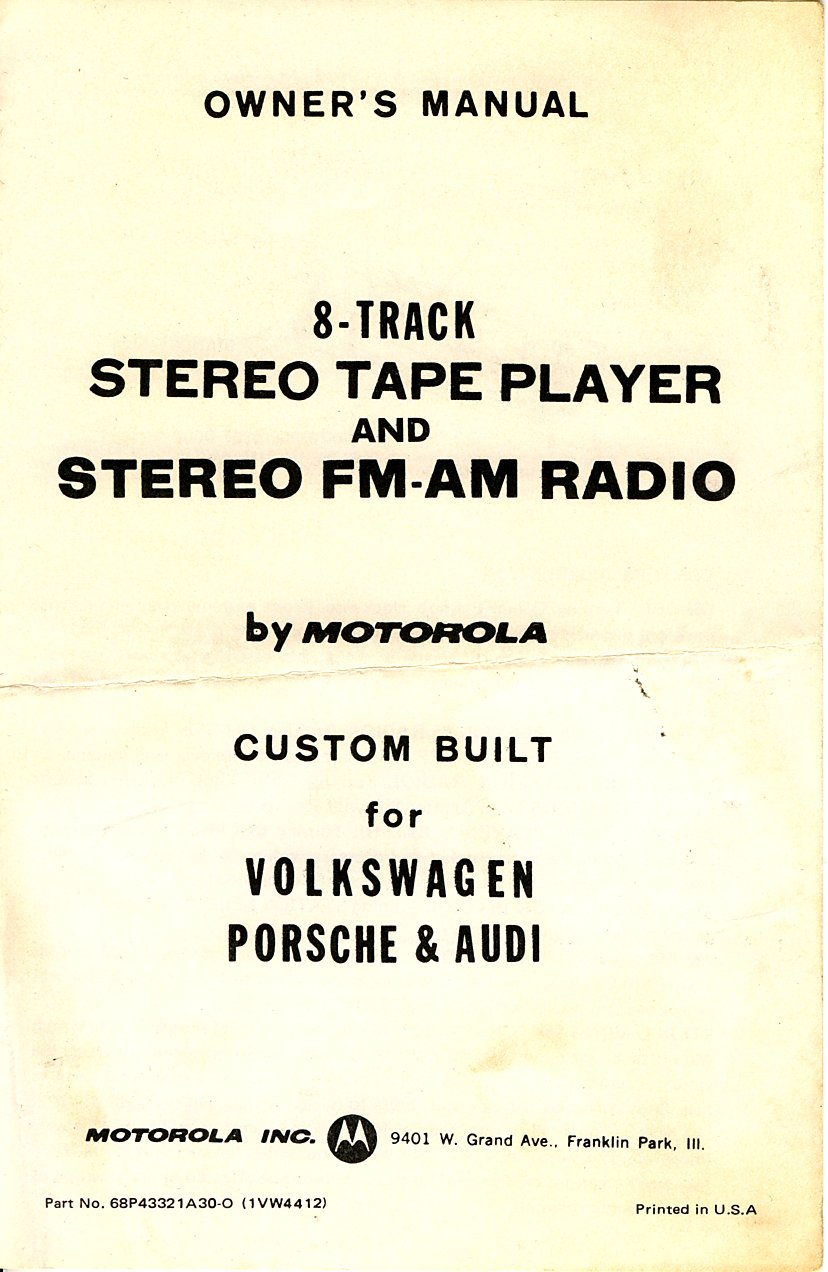 OWNER'S MANUAL
8-TRACK
STEREO TAPE PLAYER
AND
STEREO FM-AM RADIO
by MOTOROLA
CUSTOM BUILT
for
VOLKSWAGEN
PORSCHE & AUDI
MOTOROLA INC. 9401 W. Grand Ave., Franklin Park, Ill.
Part No. 68P43321A30-O (1VW4412)
Printed in U.S.A